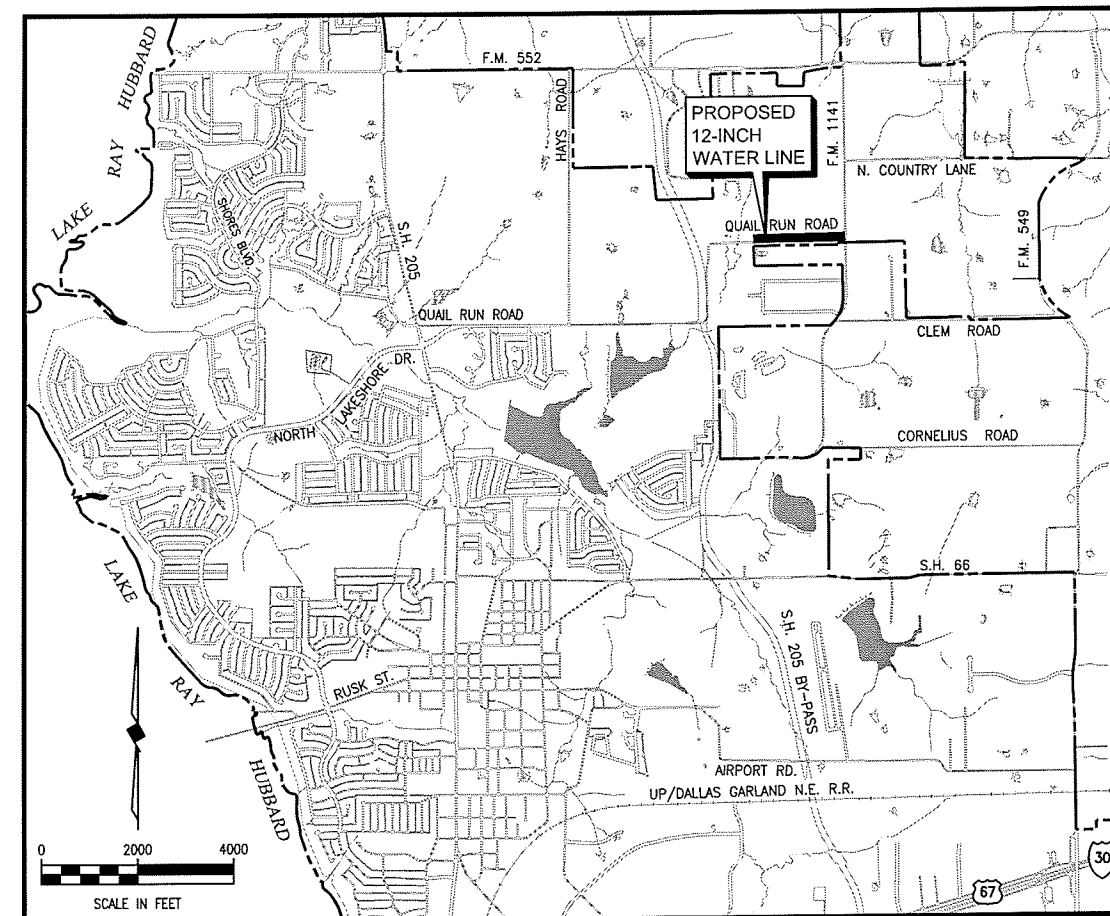 F.M. 552
LAKE RAY HUBBARD
HAYS ROAD
PROPOSED
12-INCH
WATER LINE
F.M. 1141
N. COUNTRY LANE
SHORES BLVD
S.H. 205
QUAIL RUN ROAD
F.M. 549
QUAIL RUN ROAD
CLEM ROAD
NORTH LAKESHORE DR.
CORNELIUS ROAD
S.H. 66
LAKE RAY HUBBARD
S.H. 205 BY-PASS
RUSK ST.
AIRPORT RD.
UP/DALLAS GARLAND N.E. R.R.
0 2000 4000
SCALE IN FEET
67
30